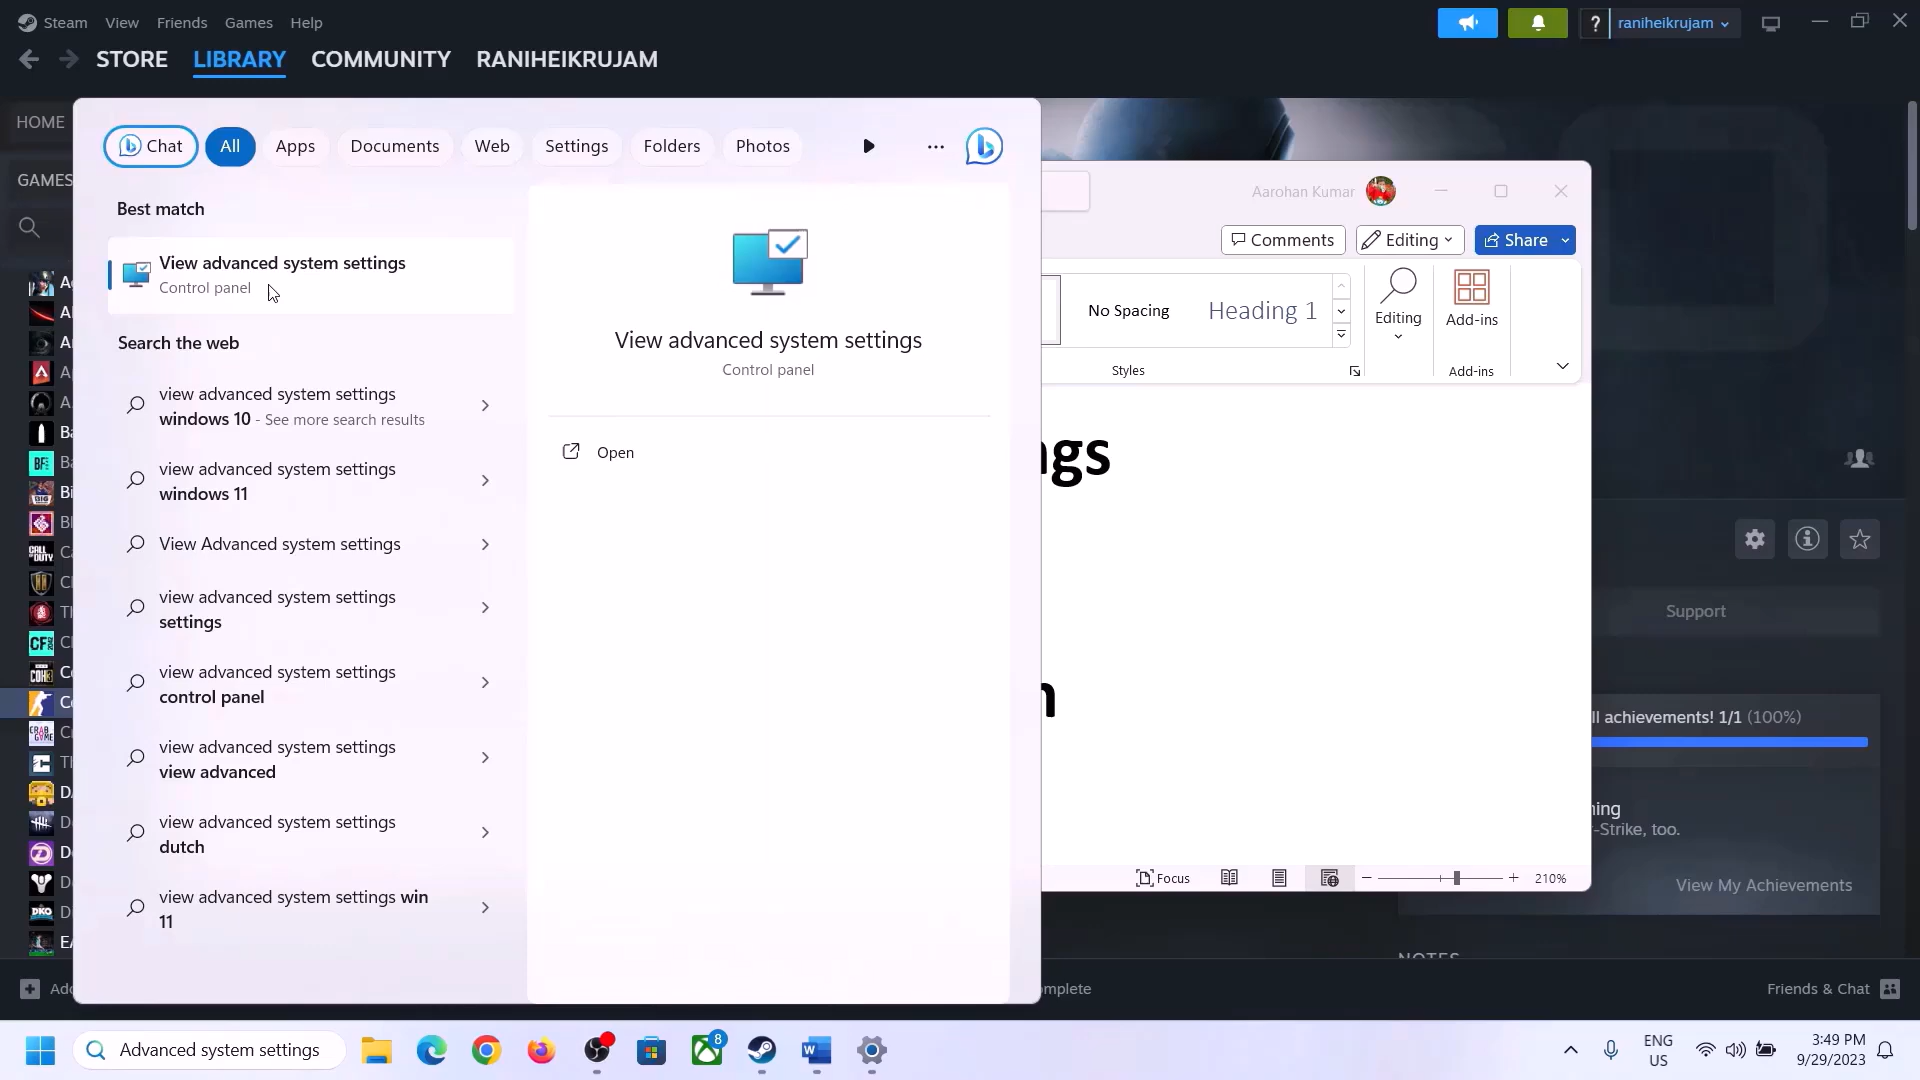 Steam View Friends Games Help
? raniheikrujam
STORE LIBRARY COMMUNITY RANIHEIKRUJAM
HOME
GAMES
Chat All Apps Documents Web Settings Folders Photos
Best match
View advanced system settings
Control panel
Search the web
view advanced system settings
windows 10 - See more search results
view advanced system settings
windows 11
View Advanced system settings
view advanced system settings
settings
view advanced system settings
control panel
view advanced system settings
view advanced
view advanced system settings
dutch
view advanced system settings win
11
View advanced system settings
Control panel
Open
Aarohan Kumar
Comments Editing Share
No Spacing Heading 1
Editing
Add-ins
Styles
Add-ins
ngs
n
Focus
210%
Support
ll achievements! 1/1 (100%)
ning
-Strike, too.
View My Achievements
NOTES
Add
mplete
Friends & Chat
Advanced system settings
8
ENG
US
3:49 PM
9/29/2023